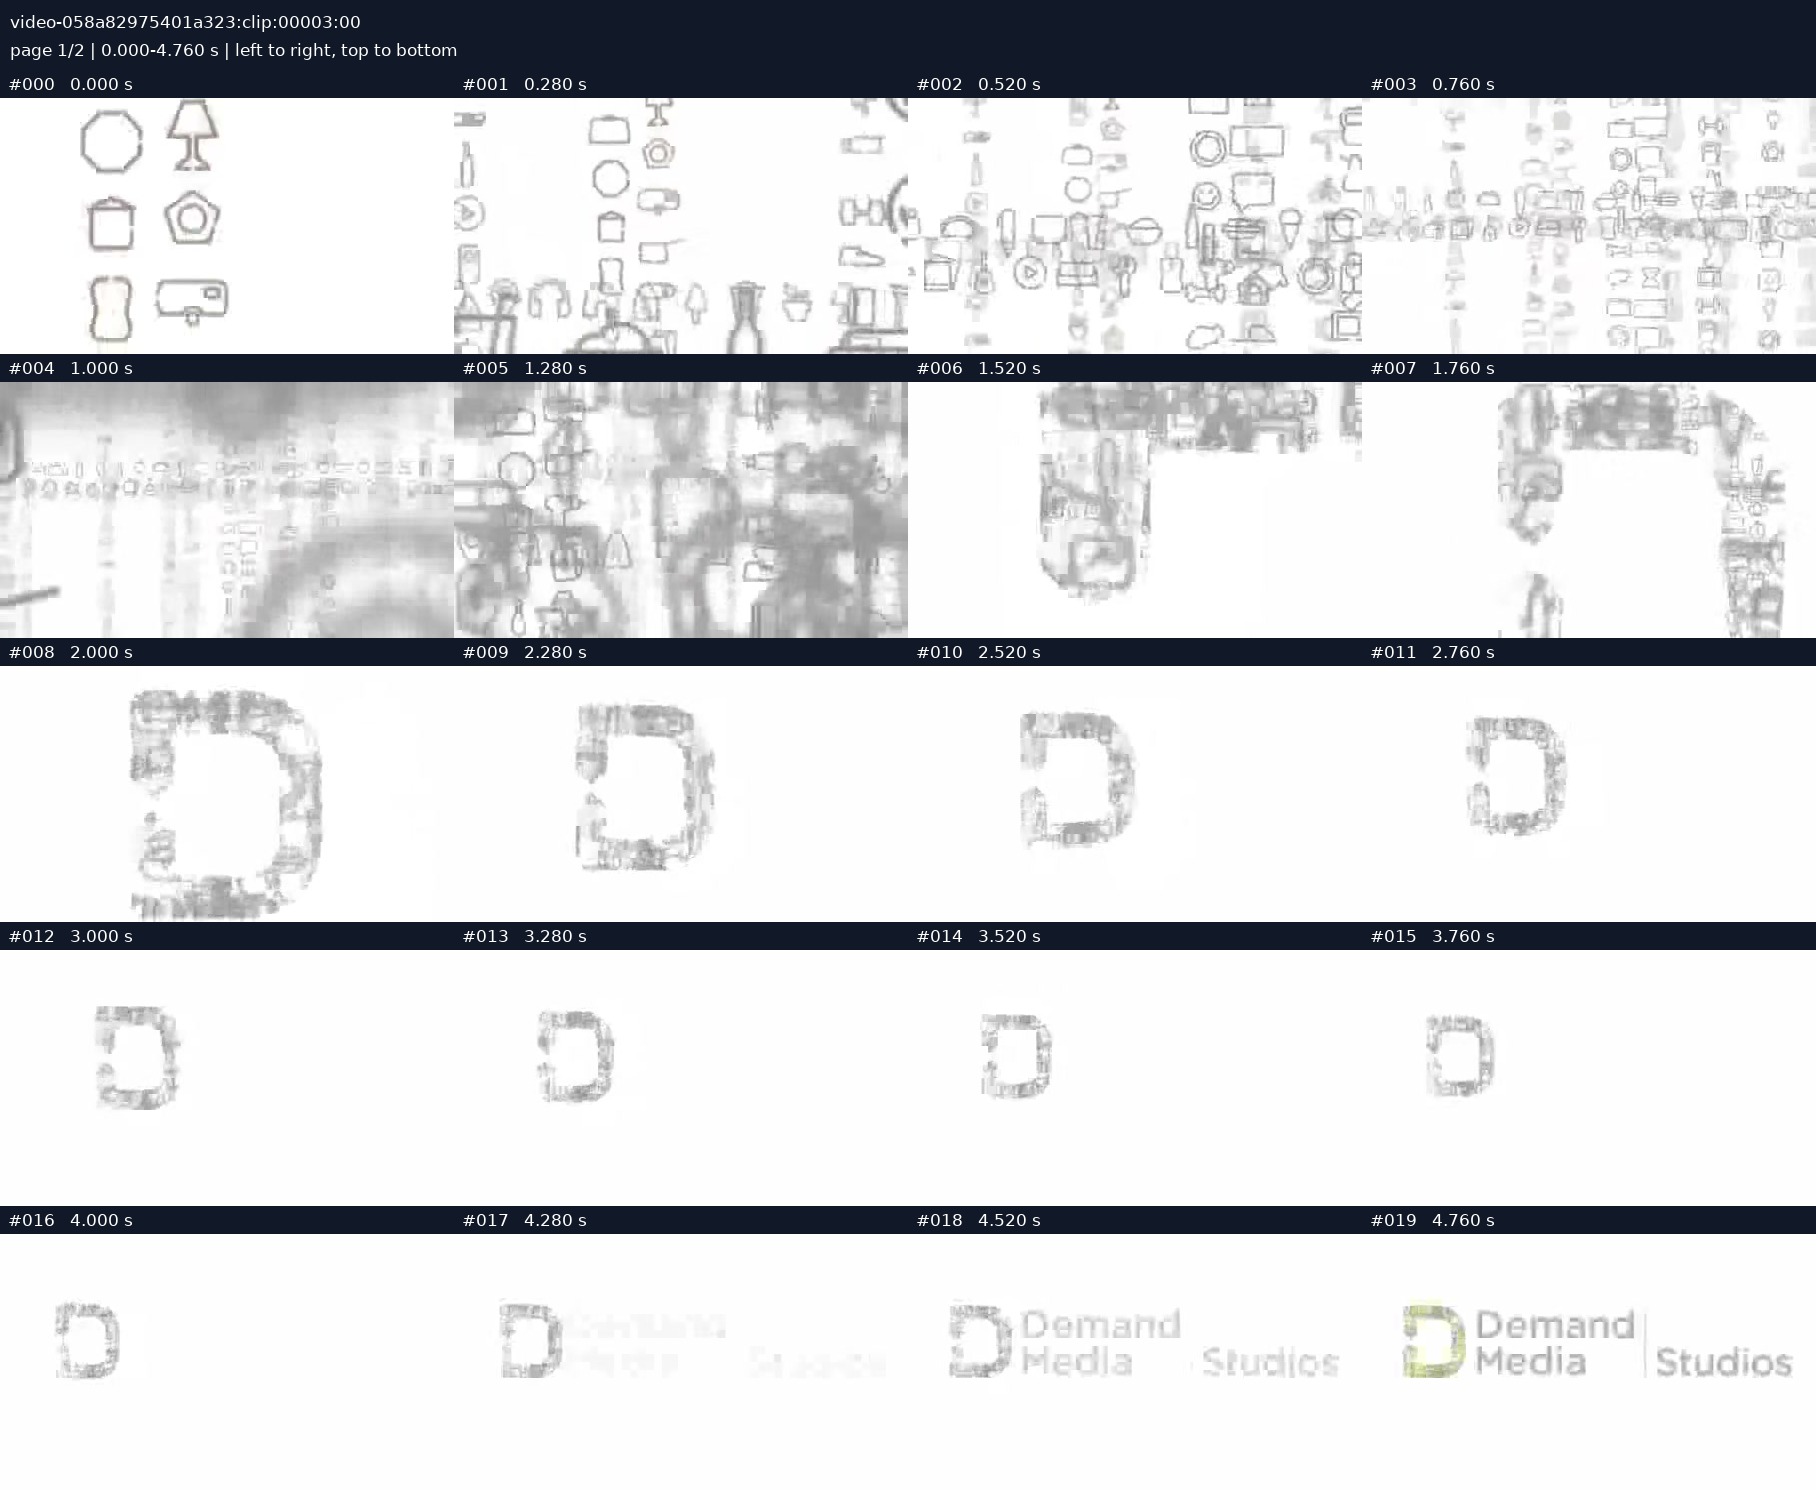 video-058a82975401a323:clip:00003:00
page 1/2 | 0.000-4.760 s | left to right, top to bottom
#000 0.000 s
#001 0.280 s
#002 0.520 s
#003 0.760 s
#004 1.000 s
#005 1.280 s
#006 1.520 s
#007 1.760 s
#008 2.000 s
#009 2.280 s
#010 2.520 s
#011 2.760 s
#012 3.000 s
#013 3.280 s
#014 3.520 s
#015 3.760 s
#016 4.000 s
#017 4.280 s
#018 4.520 s
#019 4.760 s
D
D
D
D
D
D
D
D
D
D
D Demand
Media Studios
D Demand
Media Studios